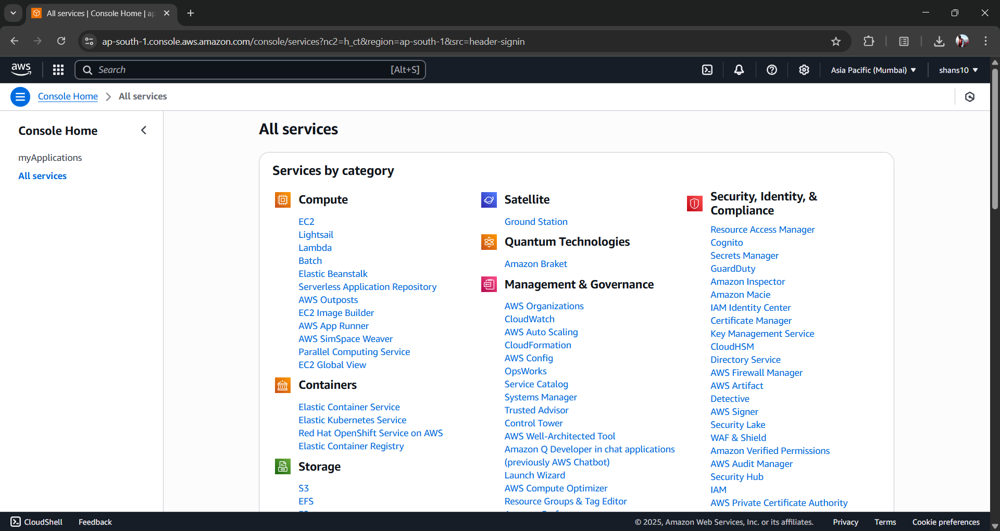 All services | Console Home | ap
ap-south-1.console.aws.amazon.com/console/services?nc2=h_ct&region=ap-south-1&src=header-signin
aws
Search
[Alt+S]
Asia Pacific (Mumbai)
shans10
Console Home
All services
Console Home
myApplications
All services
All services
Services by category
Compute
EC2
Lightsail
Lambda
Batch
Elastic Beanstalk
Serverless Application Repository
AWS Outposts
EC2 Image Builder
AWS App Runner
AWS SimSpace Weaver
Parallel Computing Service
EC2 Global View
Containers
Elastic Container Service
Elastic Kubernetes Service
Red Hat OpenShift Service on AWS
Elastic Container Registry
Storage
S3
EFS
Satellite
Ground Station
Quantum Technologies
Amazon Braket
Management & Governance
AWS Organizations
CloudWatch
AWS Auto Scaling
CloudFormation
AWS Config
OpsWorks
Service Catalog
Systems Manager
Trusted Advisor
Control Tower
AWS Well-Architected Tool
Amazon Q Developer in chat applications
(previously AWS Chatbot)
Launch Wizard
AWS Compute Optimizer
Resource Groups & Tag Editor
Security, Identity, &
Compliance
Resource Access Manager
Cognito
Secrets Manager
GuardDuty
Amazon Inspector
Amazon Macie
IAM Identity Center
Certificate Manager
Key Management Service
CloudHSM
Directory Service
AWS Firewall Manager
AWS Artifact
Detective
AWS Signer
Security Lake
WAF & Shield
Amazon Verified Permissions
AWS Audit Manager
Security Hub
IAM
AWS Private Certificate Authority
CloudShell
Feedback
© 2025, Amazon Web Services, Inc. or its affiliates.
Privacy
Terms
Cookie preferences